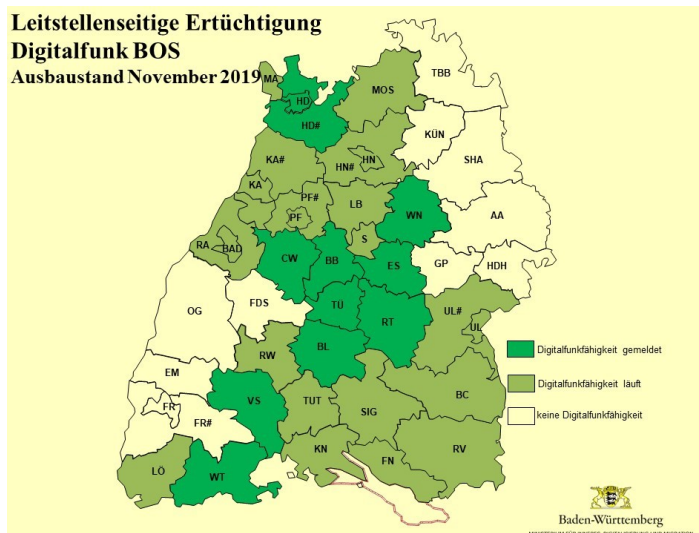 Leitstellenseitige Ertüchtigung
Digitalfunk BOS
Ausbaustand November 2019
MA
TBB
MOS
HD
HD#
KÜN
SHA
KA#
HN#
HN
KA
PF#
PF
LB
WN
AA
RA
BAD
S
CW
BB
ES
GP
HDH
OG
FDS
TÜ
RT
UL#
UL
BL
RW
EM
VS
TUT
SIG
BC
FR
FR#
LÖ
WT
KN
FN
RV
Digitalfunkfähigkeit gemeldet
Digitalfunkfähigkeit läuft
keine Digitalfunkfähigkeit
Baden-Württemberg